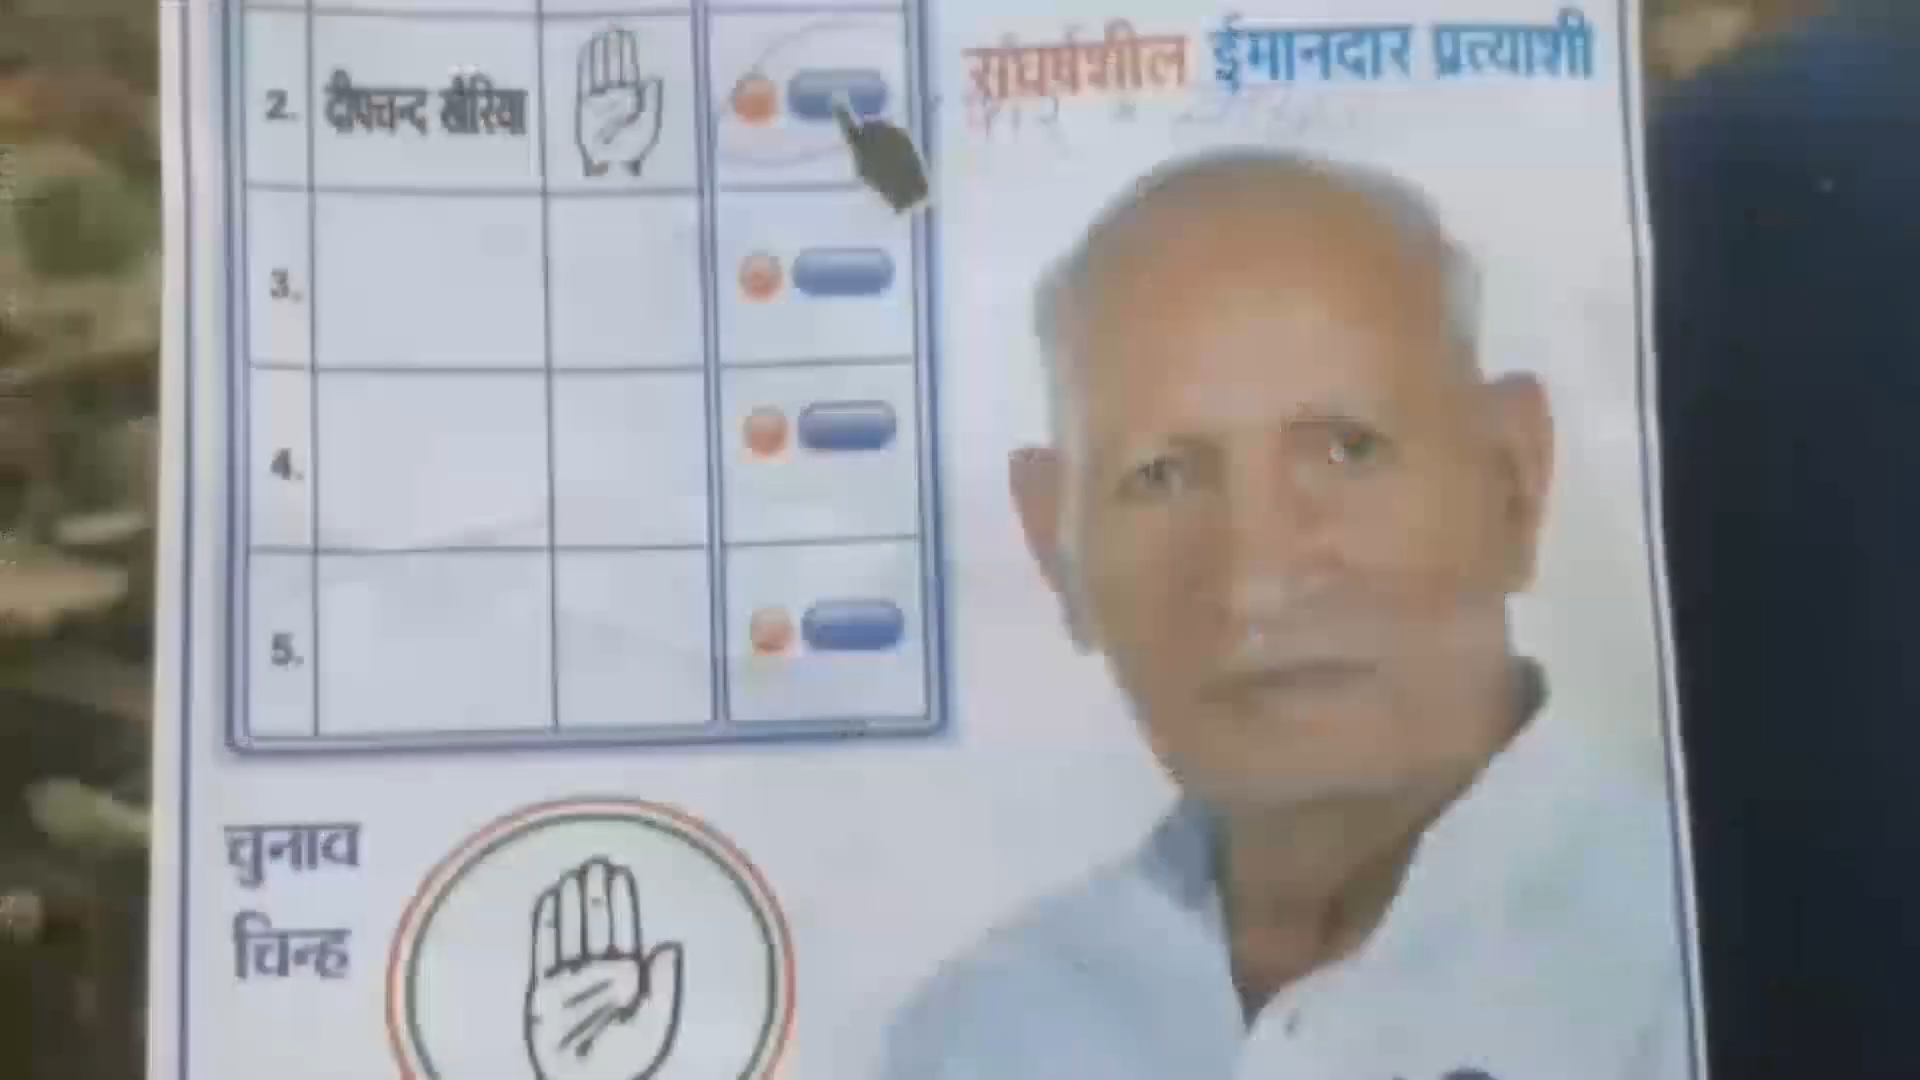 संघर्षशील ईमानदार प्रत्याशी
2. दीपचन्द खैरिया
3.
4.
5.
चुनाव
चिन्ह